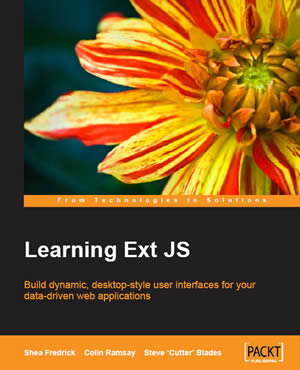 From Technologies to Solutions
Learning Ext JS
Build dynamic, desktop-style user interfaces for your
data-driven web applications
Shea Fredrick Colin Ramsay Steve 'Cutter' Blades
PACKT
PUBLISHING